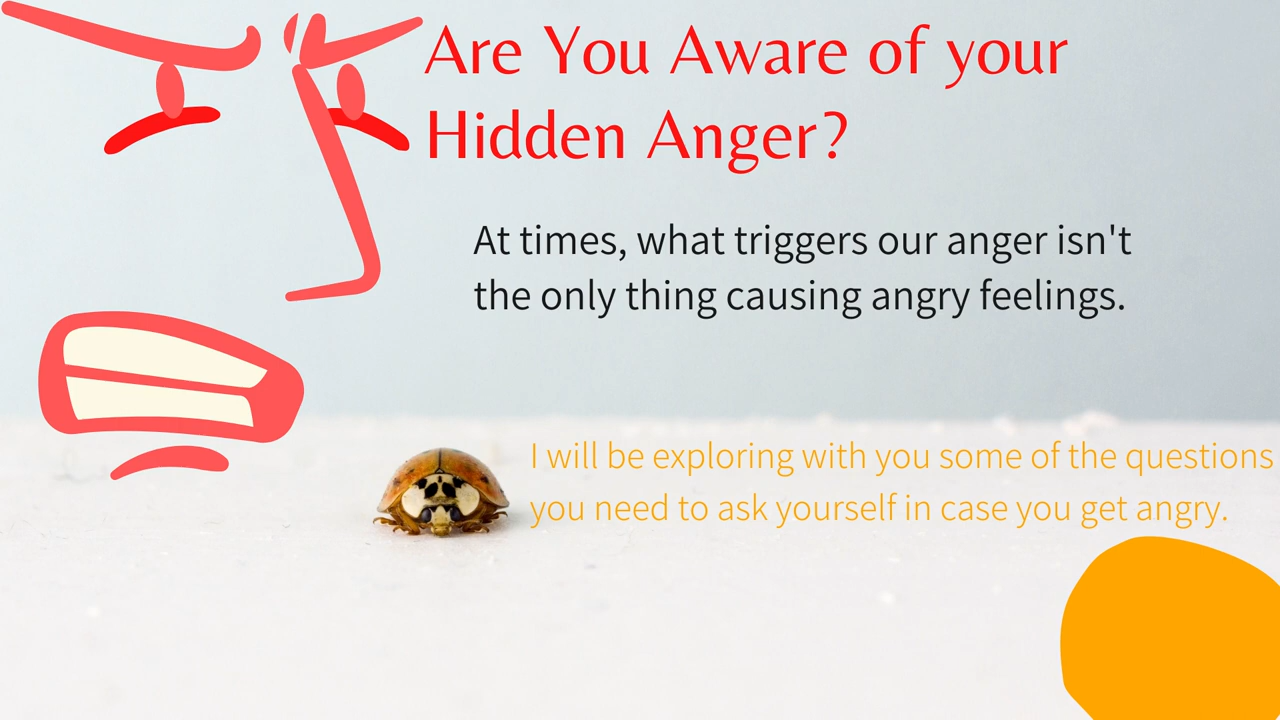 Are You Aware of your
Hidden Anger?
At times, what triggers our anger isn't
the only thing causing angry feelings.
I will be exploring with you some of the questions
you need to ask yourself in case you get angry.